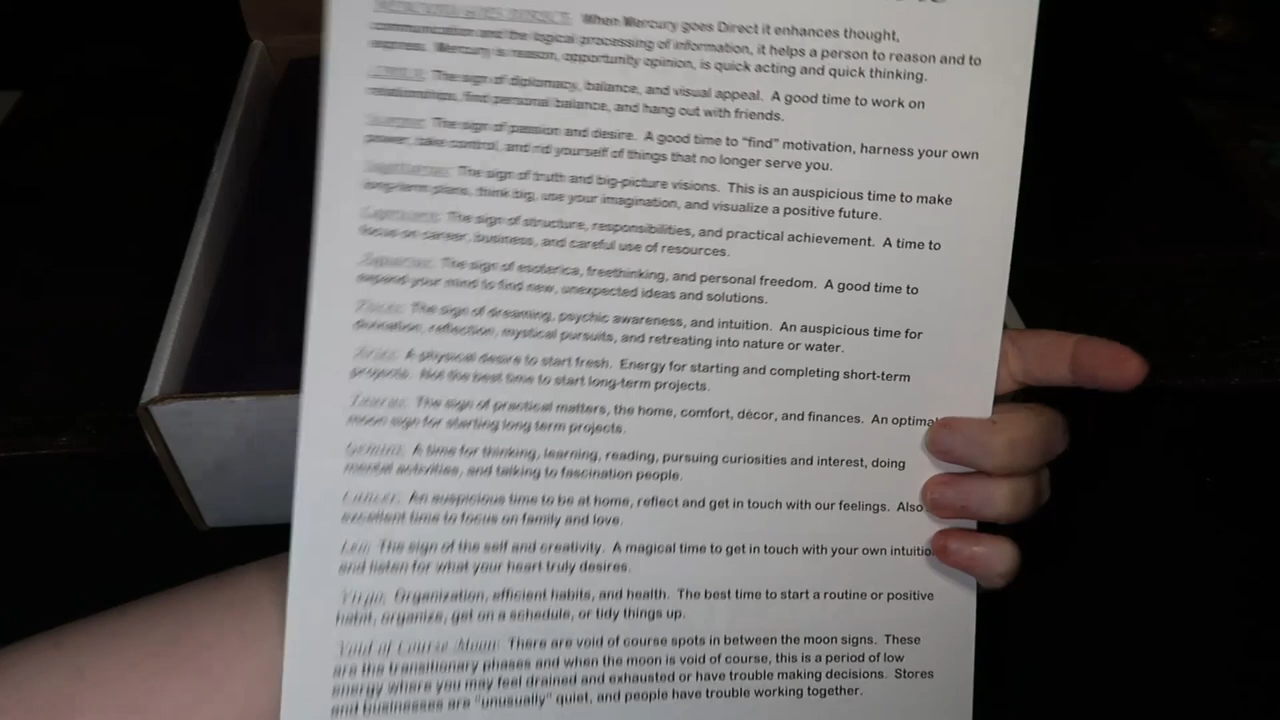 When Mercury goes Direct it enhances thought,
communication and the logical processing of information, it helps a person to reason and to
express. Mercury is reason, opportunity opinion, is quick acting and quick thinking.
The sign of diplomacy, balance, and visual appeal. A good time to work on
relationships, find personal balance, and hang out with friends.
The sign of passion and desire. A good time to "find" motivation, harness your own
power, take control, and rid yourself of things that no longer serve you.
The sign of truth and big-picture visions. This is an auspicious time to make
long-term plans, think big, use your imagination, and visualize a positive future.
Capricorn: The sign of structure, responsibilities, and practical achievement. A time to
focus on career, business, and careful use of resources.
Aquarius: The sign of esoterica, freethinking, and personal freedom. A good time to
expand your mind to find new, unexpected ideas and solutions.
Pisces: The sign of dreaming, psychic awareness, and intuition. An auspicious time for
divination, reflection, mystical pursuits, and retreating into nature or water.
Aries: A physical desire to start fresh. Energy for starting and completing short-term
projects. Not the best time to start long-term projects.
Taurus: The sign of practical matters, the home, comfort, décor, and finances. An optimal
moon sign for starting long term projects.
Gemini: A time for thinking, learning, reading, pursuing curiosities and interest, doing
mental activities, and talking to fascination people.
Cancer: An auspicious time to be at home, reflect and get in touch with our feelings. Also
excellent time to focus on family and love.
Leo: The sign of the self and creativity. A magical time to get in touch with your own intuitio
and listen for what your heart truly desires.
Virgo: Organization, efficient habits, and health. The best time to start a routine or positive
habit, organize, get on a schedule, or tidy things up.
Void of Course Moon: There are void of course spots in between the moon signs. These
are the transitionary phases and when the moon is void of course, this is a period of low
energy where you may feel drained and exhausted or have trouble making decisions. Stores
and businesses are "unusually" quiet, and people have trouble working together.